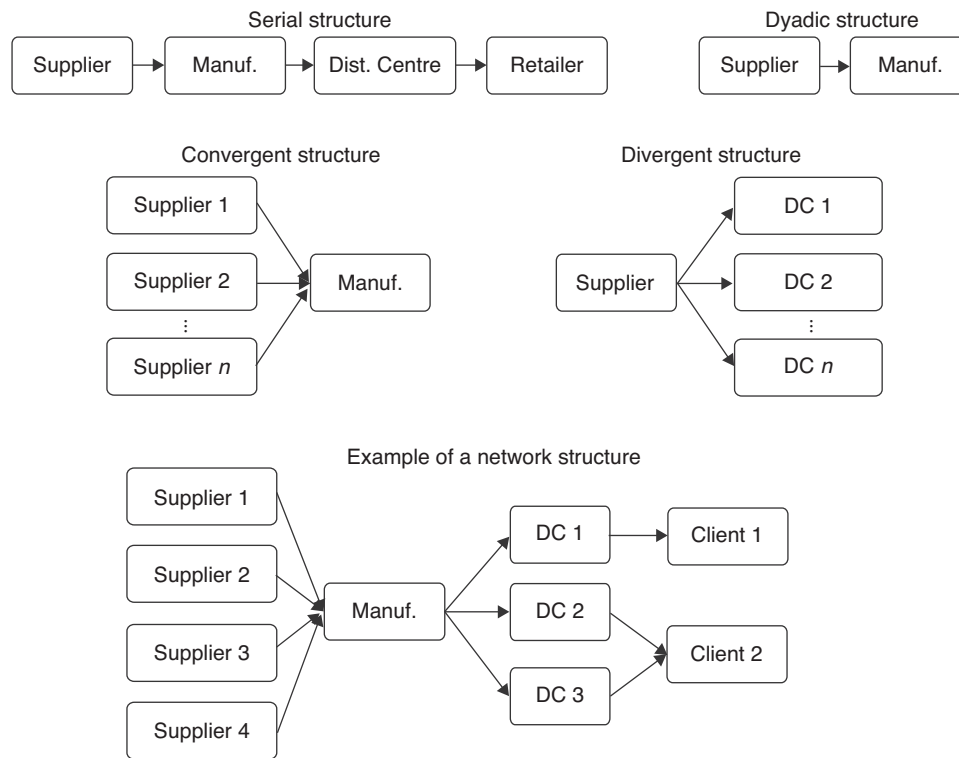 Serial structure
Supplier
Manuf.
Dist. Centre
Retailer
Dyadic structure
Supplier
Manuf.
Convergent structure
Supplier 1
Supplier 2
...
Supplier n
Manuf.
Divergent structure
Supplier
DC 1
DC 2
...
DC n
Example of a network structure
Supplier 1
Supplier 2
Supplier 3
Supplier 4
Manuf.
DC 1
DC 2
DC 3
Client 1
Client 2